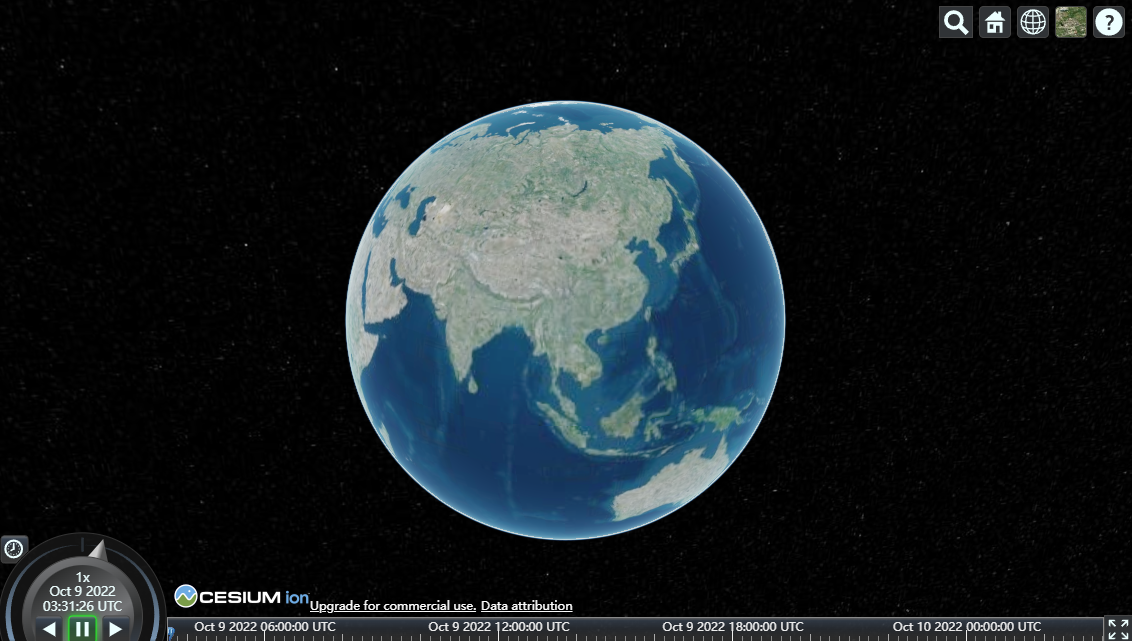 ?
1x
Oct 9 2022
03:31:26 UTC
CESIUM ion
Upgrade for commercial use. Data attribution
Oct 9 2022 06:00:00 UTC Oct 9 2022 12:00:00 UTC Oct 9 2022 18:00:00 UTC Oct 10 2022 00:00:00 UTC